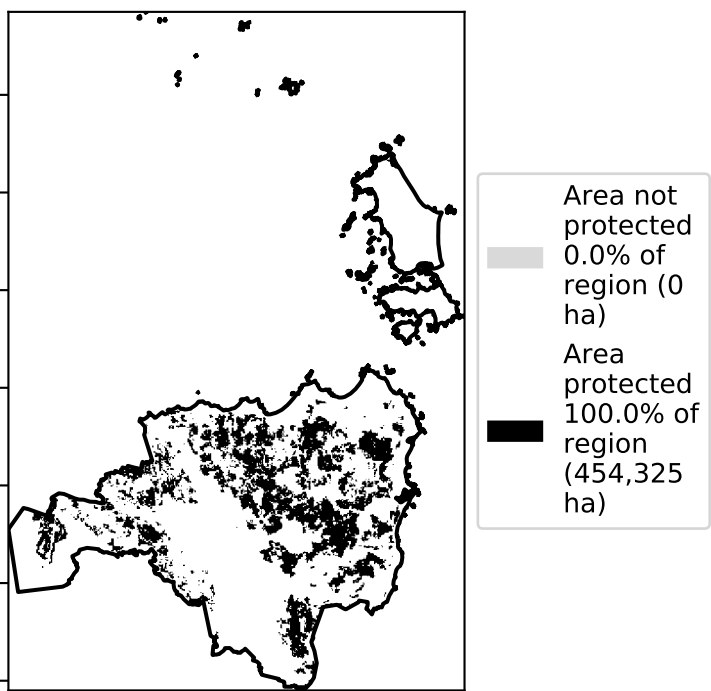 Area not
protected
0.0% of
region (0
ha)
Area
protected
100.0% of
region
(454,325
ha)